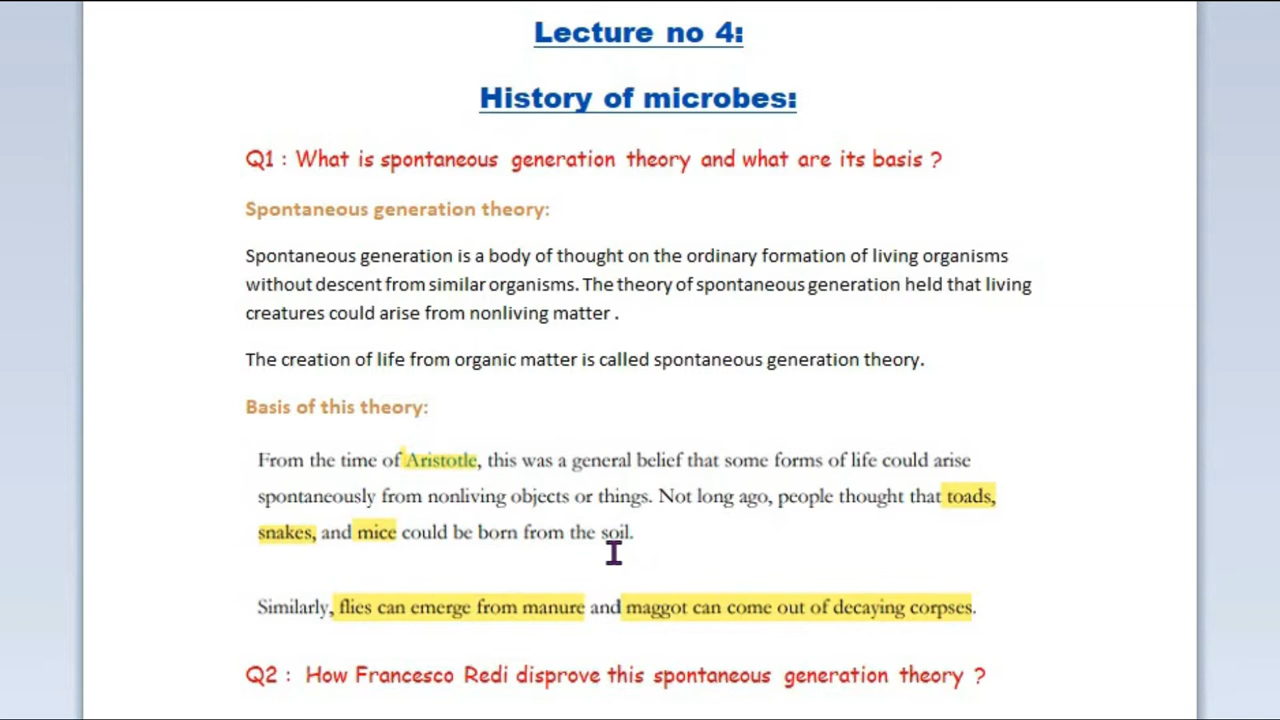 Lecture no 4:
History of microbes:
Q1 : What is spontaneous generation theory and what are its basis ?
Spontaneous generation theory:
Spontaneous generation is a body of thought on the ordinary formation of living organisms
without descent from similar organisms. The theory of spontaneous generation held that living
creatures could arise from nonliving matter .
The creation of life from organic matter is called spontaneous generation theory.
Basis of this theory:
From the time of Aristotle, this was a general belief that some forms of life could arise
spontaneously from nonliving objects or things. Not long ago, people thought that toads,
snakes, and mice could be born from the soil.
Similarly, flies can emerge from manure and maggot can come out of decaying corpses.
Q2 : How Francesco Redi disprove this spontaneous generation theory ?